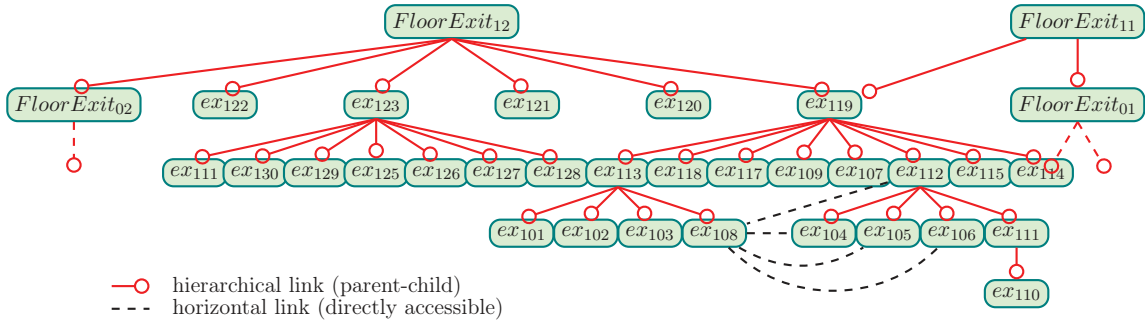 FloorExit₁₂ FloorExit₁₁
FloorExit₀₂ ex₁₂₂ ex₁₂₃ ex₁₂₁ ex₁₂₀ ex₁₁₉ FloorExit₀₁
ex₁₁₁ ex₁₃₀ ex₁₂₉ ex₁₂₅ ex₁₂₆ ex₁₂₇ ex₁₂₈ ex₁₁₃ ex₁₁₈ ex₁₁₇ ex₁₀₉ ex₁₀₇ ex₁₁₂ ex₁₁₅ ex₁₁₄
ex₁₀₁ ex₁₀₂ ex₁₀₃ ex₁₀₈ ex₁₀₄ ex₁₀₅ ex₁₀₆ ex₁₁₁
ex₁₁₀
hierarchical link (parent-child)
horizontal link (directly accessible)